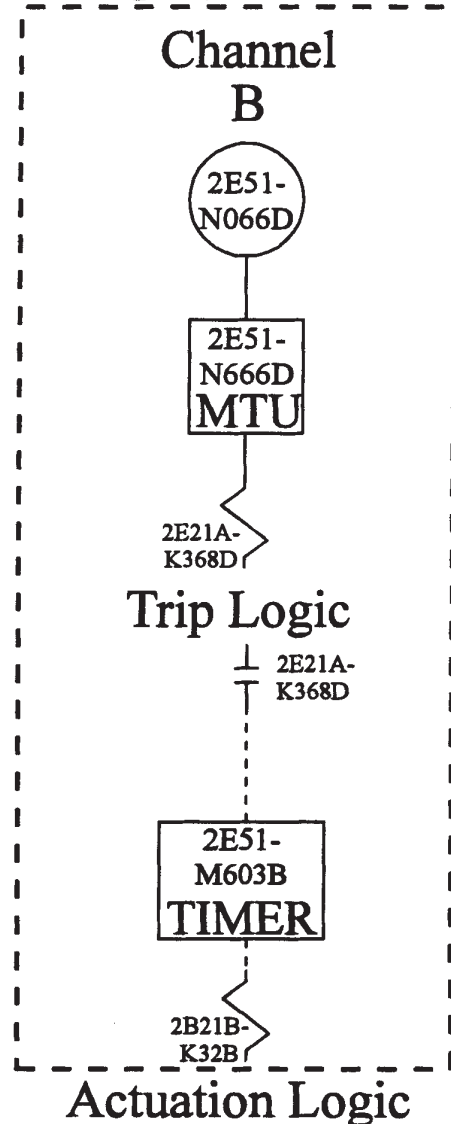 Channel
B
2E51-
N066D
2E51-
N666D
MTU
2E21A-
K368D
Trip Logic
2E21A-
K368D
2E51-
M603B
TIMER
2B21B-
K32B
Actuation Logic